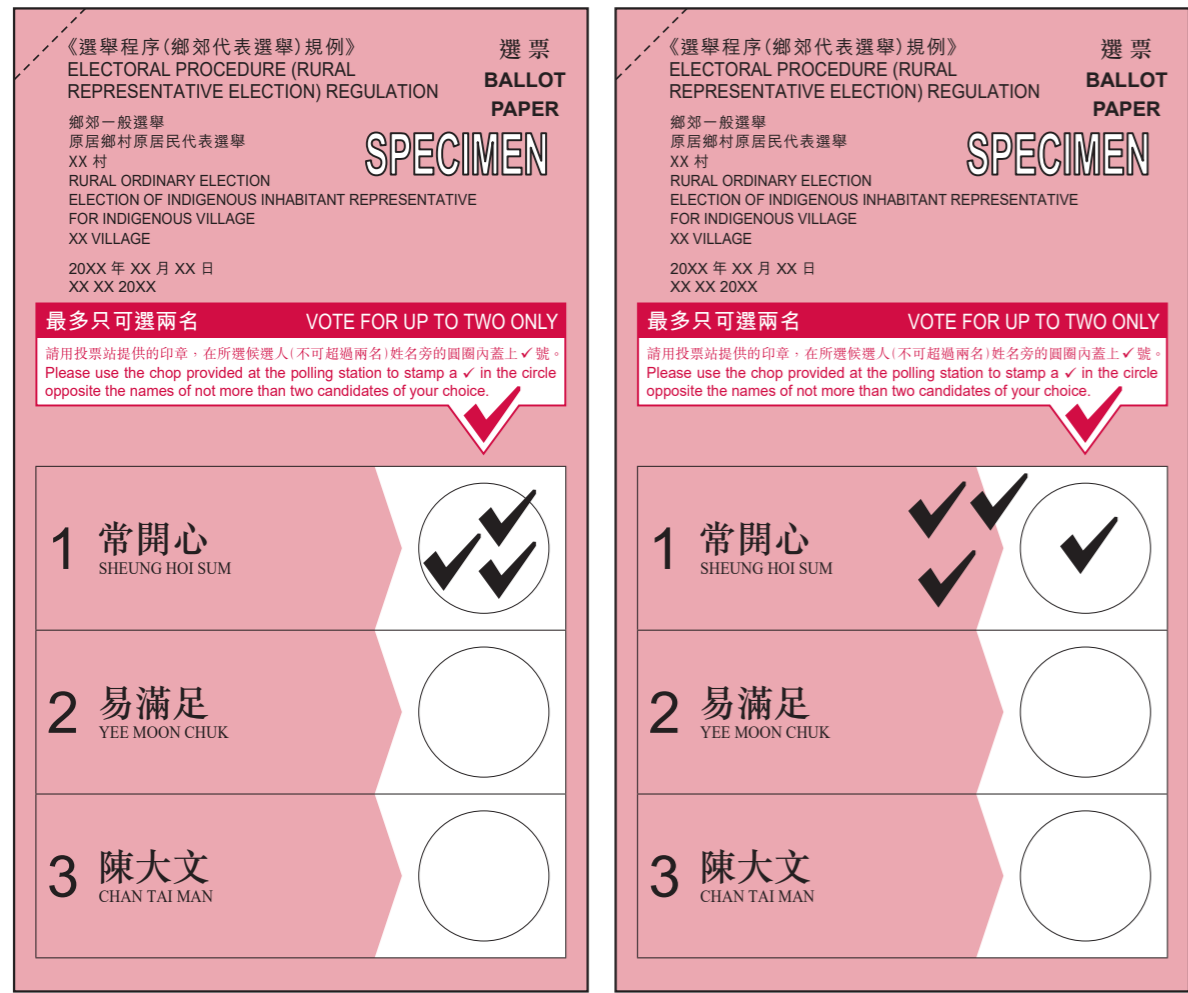 《選舉程序(鄉郊代表選舉)規例》
ELECTORAL PROCEDURE (RURAL
REPRESENTATIVE ELECTION) REGULATION
選票
BALLOT
PAPER
鄉郊一般選舉
原居鄉村原居民代表選舉
XX 村
RURAL ORDINARY ELECTION
ELECTION OF INDIGENOUS INHABITANT REPRESENTATIVE
FOR INDIGENOUS VILLAGE
XX VILLAGE
SPECIMEN
20XX 年 XX 月 XX 日
XX XX 20XX
最多只可選兩名 VOTE FOR UP TO TWO ONLY
請用投票站提供的印章，在所選候選人(不可超過兩名)姓名旁的圓圈內蓋上✓號。
Please use the chop provided at the polling station to stamp a ✓ in the circle
opposite the names of not more than two candidates of your choice.
1 常開心
SHEUNG HOI SUM
2 易滿足
YEE MOON CHUK
3 陳大文
CHAN TAI MAN
《選舉程序(鄉郊代表選舉)規例》
ELECTORAL PROCEDURE (RURAL
REPRESENTATIVE ELECTION) REGULATION
選票
BALLOT
PAPER
鄉郊一般選舉
原居鄉村原居民代表選舉
XX 村
RURAL ORDINARY ELECTION
ELECTION OF INDIGENOUS INHABITANT REPRESENTATIVE
FOR INDIGENOUS VILLAGE
XX VILLAGE
SPECIMEN
20XX 年 XX 月 XX 日
XX XX 20XX
最多只可選兩名 VOTE FOR UP TO TWO ONLY
請用投票站提供的印章，在所選候選人(不可超過兩名)姓名旁的圓圈內蓋上✓號。
Please use the chop provided at the polling station to stamp a ✓ in the circle
opposite the names of not more than two candidates of your choice.
1 常開心
SHEUNG HOI SUM
2 易滿足
YEE MOON CHUK
3 陳大文
CHAN TAI MAN